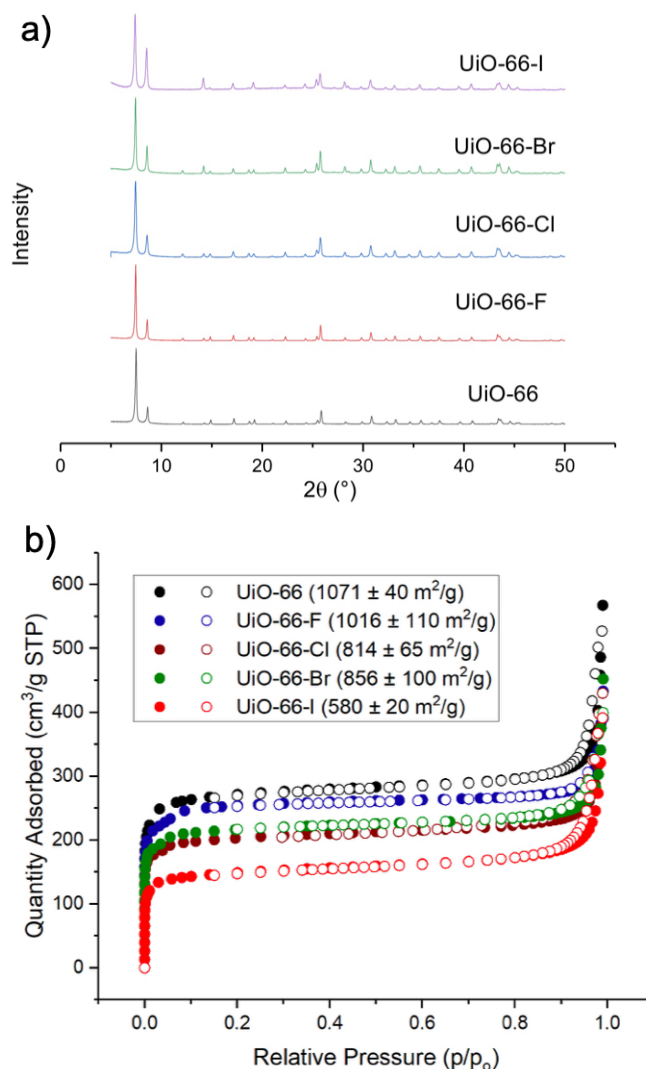 a)
UiO-66-I
UiO-66-Br
UiO-66-Cl
UiO-66-F
UiO-66
Intensity
0 10 20 30 40 50
2θ (°)
b)
600
500
400
300
200
100
0
UiO-66 (1071 ± 40 m²/g)
UiO-66-F (1016 ± 110 m²/g)
UiO-66-Cl (814 ± 65 m²/g)
UiO-66-Br (856 ± 100 m²/g)
UiO-66-I (580 ± 20 m²/g)
Quantity Adsorbed (cm³/g STP)
0.0 0.2 0.4 0.6 0.8 1.0
Relative Pressure (p/pₒ)